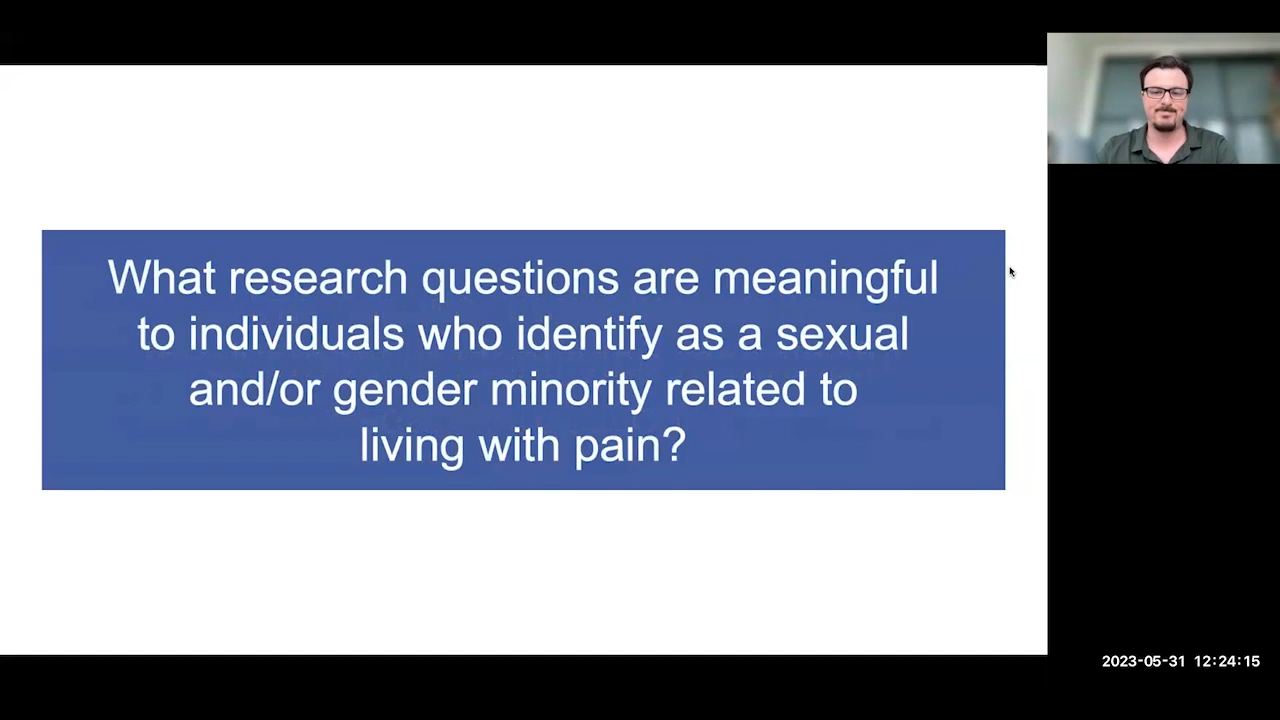 What research questions are meaningful
to individuals who identify as a sexual
and/or gender minority related to
living with pain?
2023-05-31 12:24:15